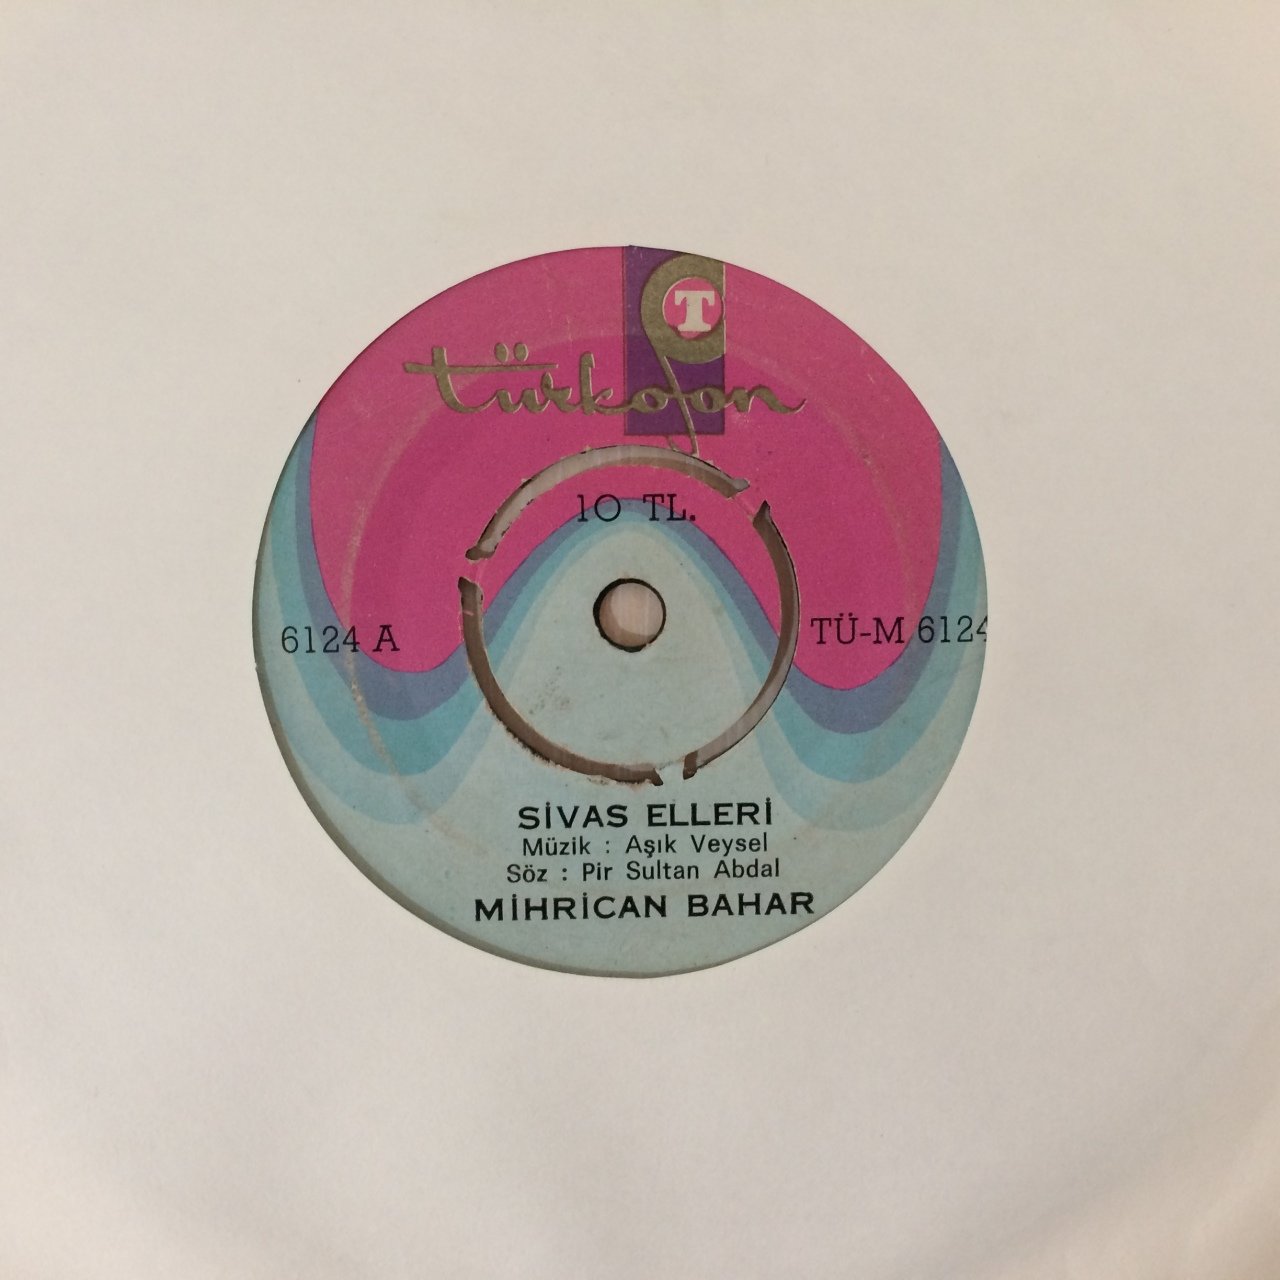 T
türkofon
10 TL.
6124 A
TÜ-M 6124
SİVAS ELLERİ
Müzik : Aşık Veysel
Söz : Pir Sultan Abdal
MİHRİCAN BAHAR